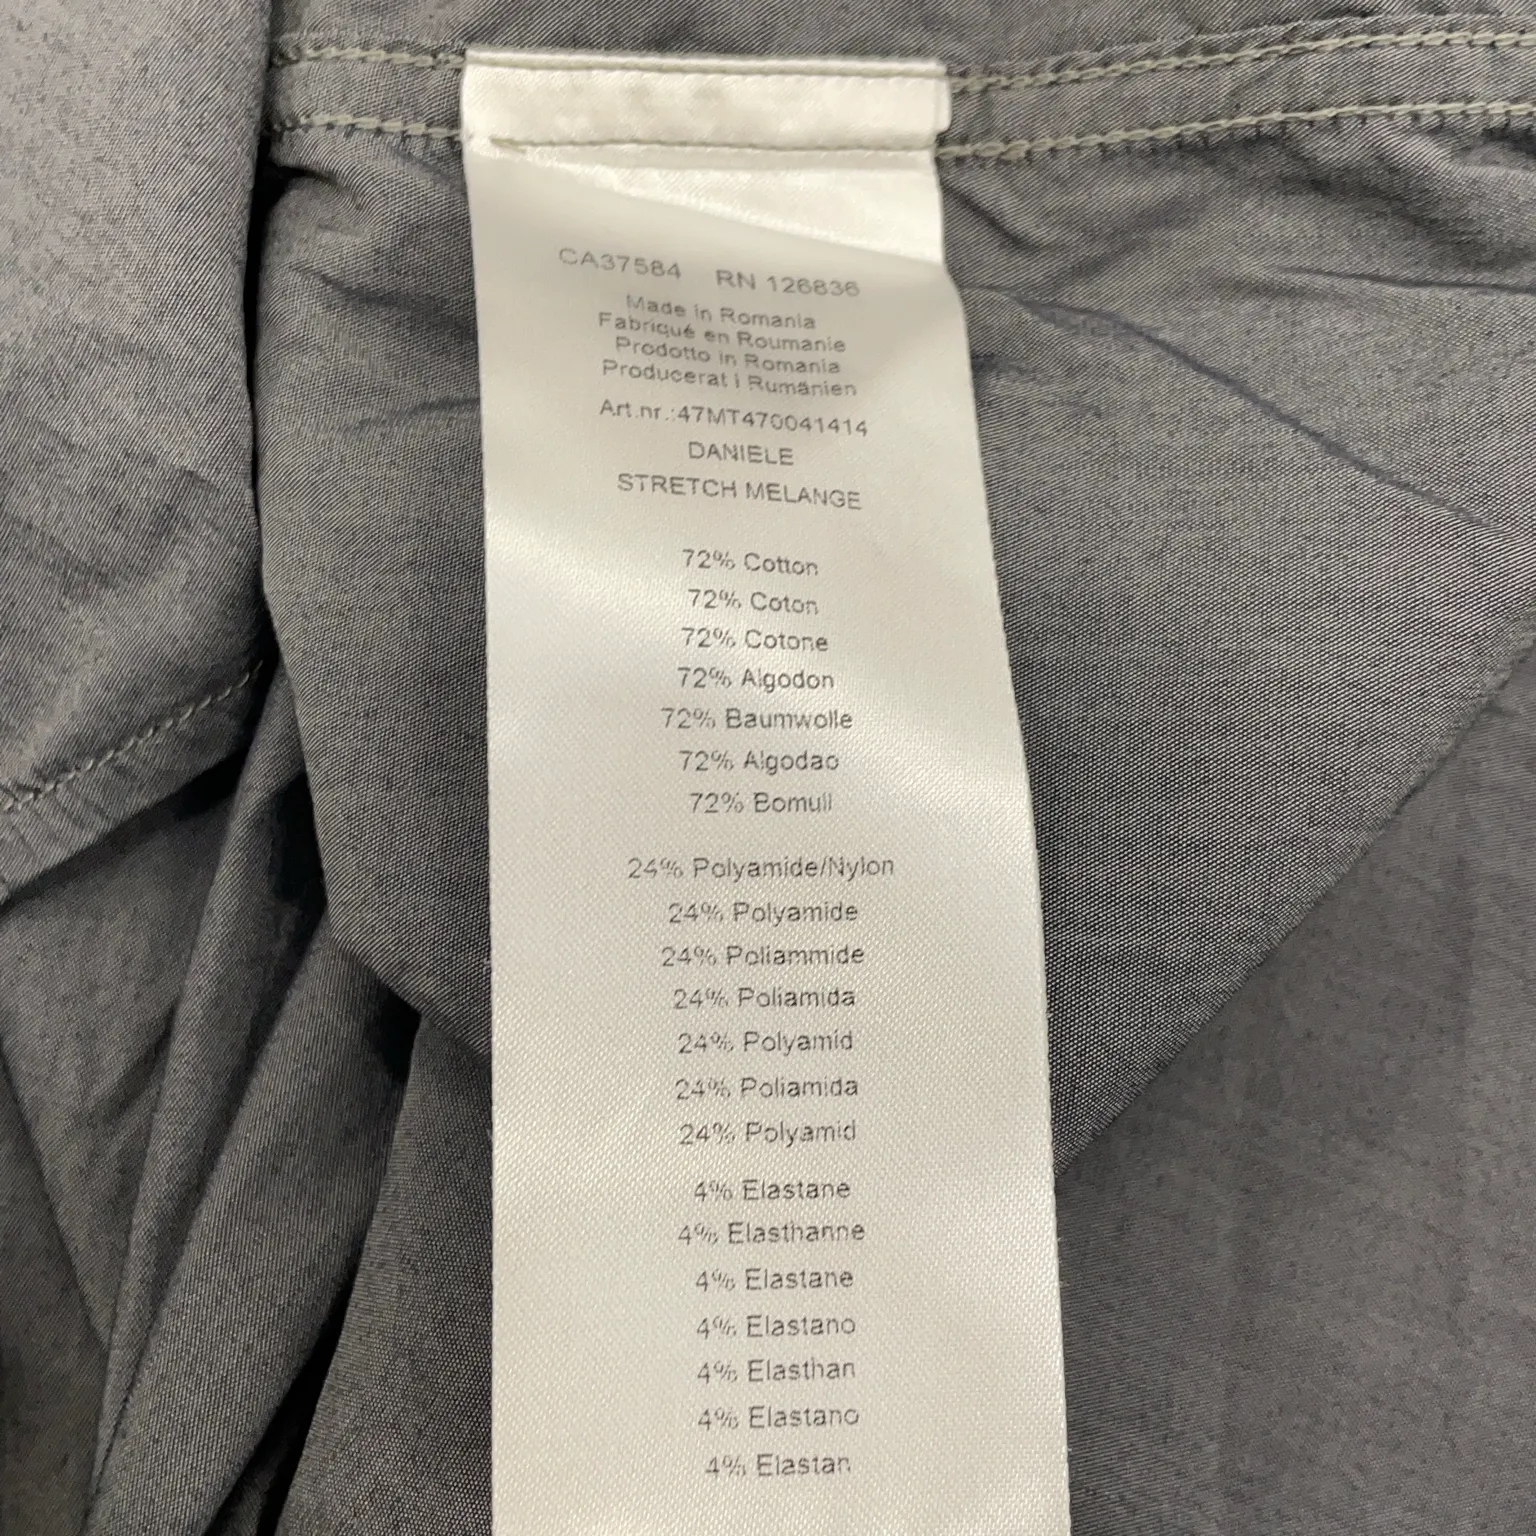 CA37584 RN 126836
Made in Romania
Fabriqué en Roumanie
Prodotto in Romania
Producerat i Rumänien
Art.nr.:47MT470041414
DANIELE
STRETCH MELANGE
72% Cotton
72% Coton
72% Cotone
72% Algodon
72% Baumwolle
72% Algodao
72% Bomull
24% Polyamide/Nylon
24% Polyamide
24% Poliammide
24% Poliamida
24% Polyamid
24% Poliamida
24% Polyamid
4% Elastane
4% Elasthanne
4% Elastane
4% Elastano
4% Elasthan
4% Elastano
4% Elastan